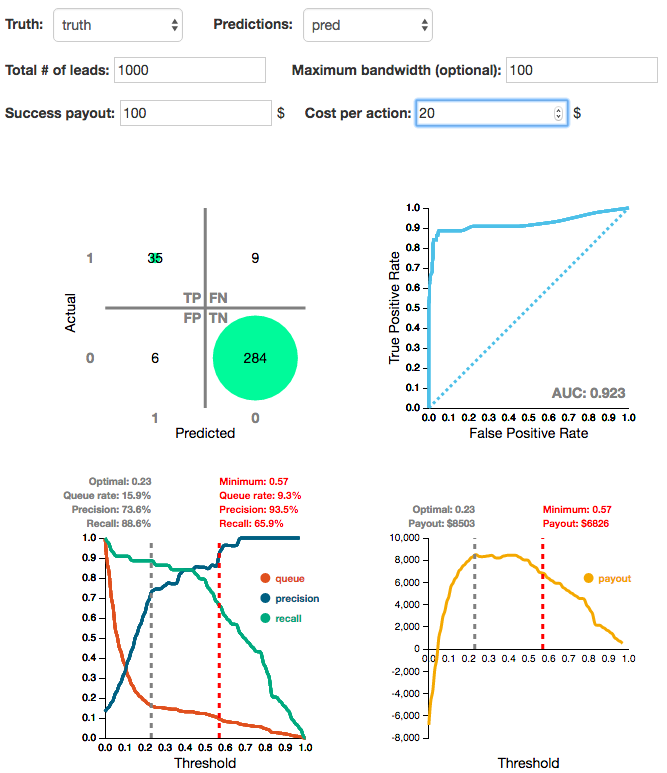 Truth: truth Predictions: pred
Total # of leads: 1000 Maximum bandwidth (optional): 100
Success payout: 100 $ Cost per action: 20 $
1 35 9
TP FN
FP TN
Actual
0 6 284
1 0
Predicted
1.0
0.9
0.8
0.7
0.6
0.5
0.4
0.3
0.2
0.1
0.0
True Positive Rate
AUC: 0.923
0.0 0.1 0.2 0.3 0.4 0.5 0.6 0.7 0.8 0.9 1.0
False Positive Rate
Optimal: 0.23 Minimum: 0.57
Queue rate: 15.9% Queue rate: 9.3%
Precision: 73.6% Precision: 93.5%
Recall: 88.6% Recall: 65.9%
1.0
0.9
0.8
0.7
0.6
0.5
0.4
0.3
0.2
0.1
0.0
queue
precision
recall
0.0 0.1 0.2 0.3 0.4 0.5 0.6 0.7 0.8 0.9 1.0
Threshold
Optimal: 0.23 Minimum: 0.57
Payout: $8503 Payout: $6826
10,000
8,000
6,000
4,000
2,000
0
-2,000
-4,000
-6,000
-8,000
payout
0.0 0.1 0.2 0.3 0.4 0.5 0.6 0.7 0.8 0.9 1.0
Threshold